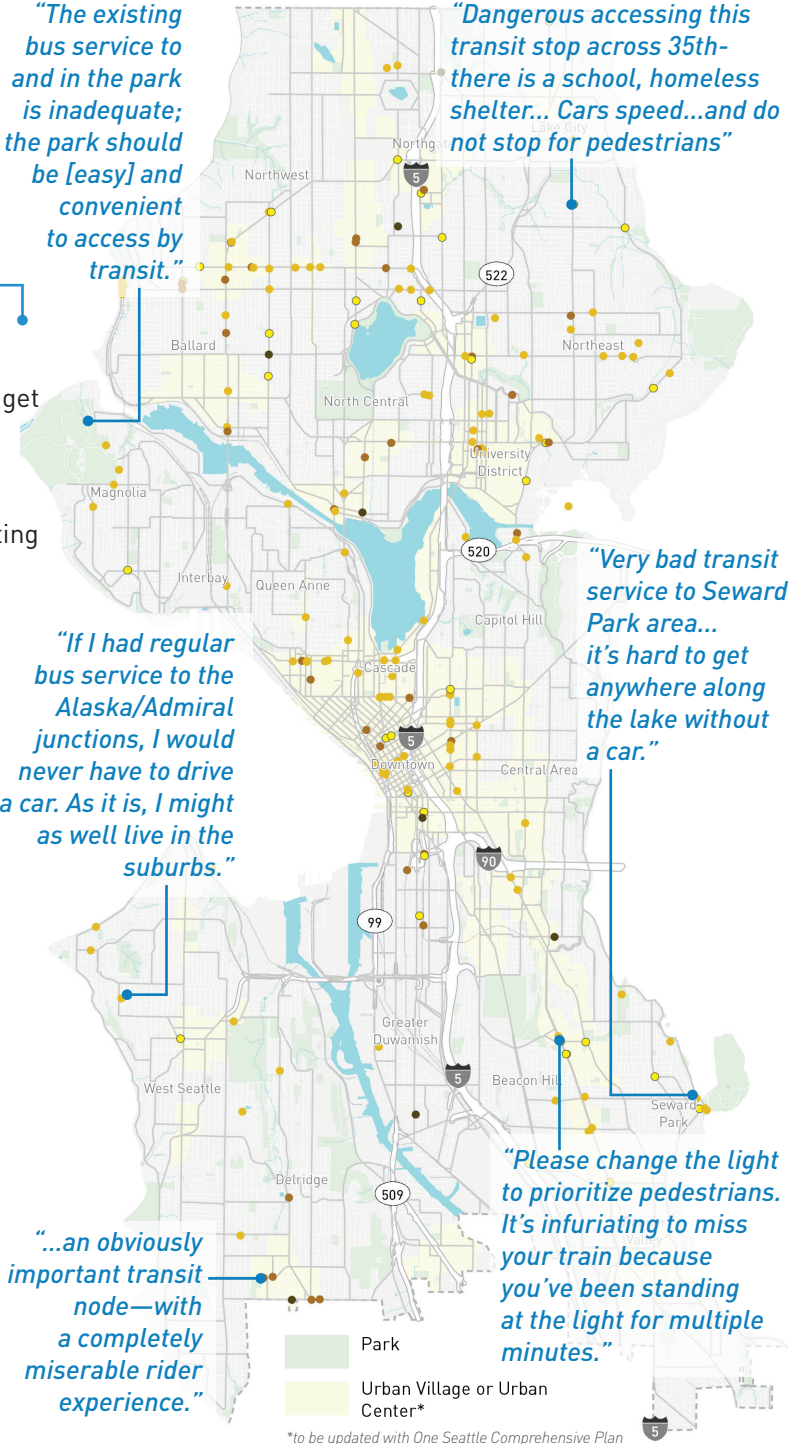 “The existing
bus service to
and in the park
is inadequate;
the park should
be [easy] and
convenient
to access by
transit.”
“Dangerous accessing this
transit stop across 35th-
there is a school, homeless
shelter... Cars speed...and do
not stop for pedestrians”
Lake City
Northgate
5
Northwest
522
Ballard
Northeast
get
North Central
University
District
Magnolia
ting
520
Interbay
Queen Anne
Capitol Hill
“Very bad transit
service to Seward
Park area...
it’s hard to get
anywhere along
the lake without
a car.”
“If I had regular
bus service to the
Alaska/Admiral
junctions, I would
never have to drive
a car. As it is, I might
as well live in the
suburbs.”
Cascade
5
Downtown
Central Area
90
99
Greater
Duwamish
5
West Seattle
Beacon Hill
Seward
Park
Delridge
509
“Please change the light
to prioritize pedestrians.
It’s infuriating to miss
your train because
you’ve been standing
at the light for multiple
minutes.”
Valley
“...an obviously
important transit
node—with
a completely
miserable rider
experience.”
Park
Urban Village or Urban
Center*
*to be updated with One Seattle Comprehensive Plan
5